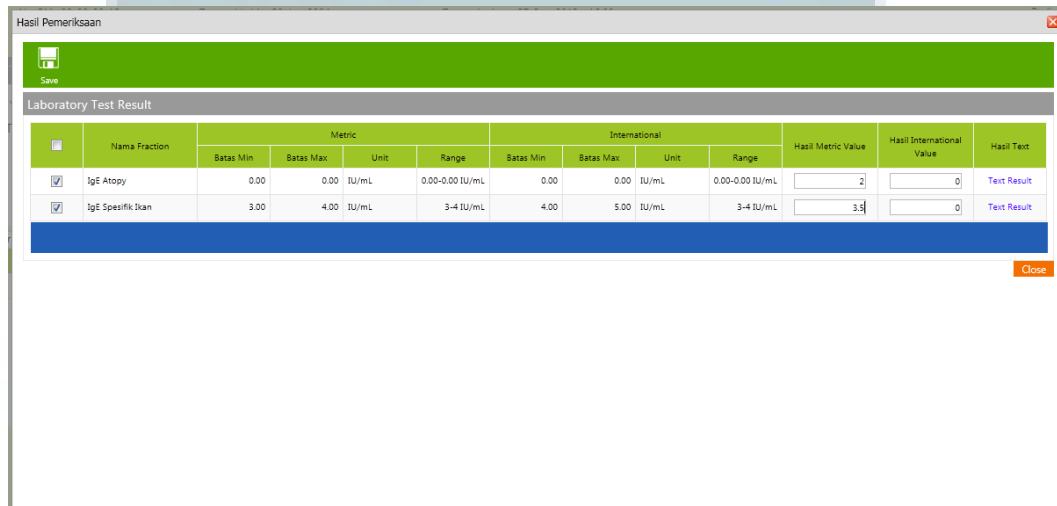 Hasil Pemeriksaan
Save
Laboratory Test Result
Nama Fraction Metric International Hasil Metric Value Hasil International Value Hasil Text
Batas Min Batas Max Unit Range Batas Min Batas Max Unit Range
IgE Atopy 0.00 0.00 IU/mL 0.00-0.00 IU/mL 0.00 0.00 IU/mL 0.00-0.00 IU/mL 2 0 Text Result
IgE Spesifik Ikan 3.00 4.00 IU/mL 3-4 IU/mL 4.00 5.00 IU/mL 3-4 IU/mL 3.5 0 Text Result
Close